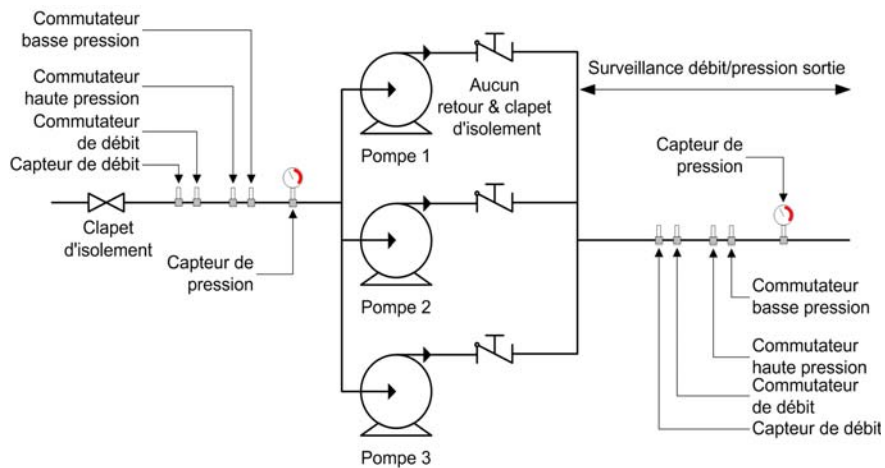 Commutateur
basse pression
Commutateur
haute pression
Commutateur
de débit
Capteur de débit
Clapet
d'isolement
Capteur de
pression
Pompe 1
Aucun
retour & clapet
d'isolement
Pompe 2
Pompe 3
Surveillance débit/pression sortie
Capteur de
pression
Commutateur
basse pression
Commutateur
haute pression
Commutateur
de débit
Capteur de débit